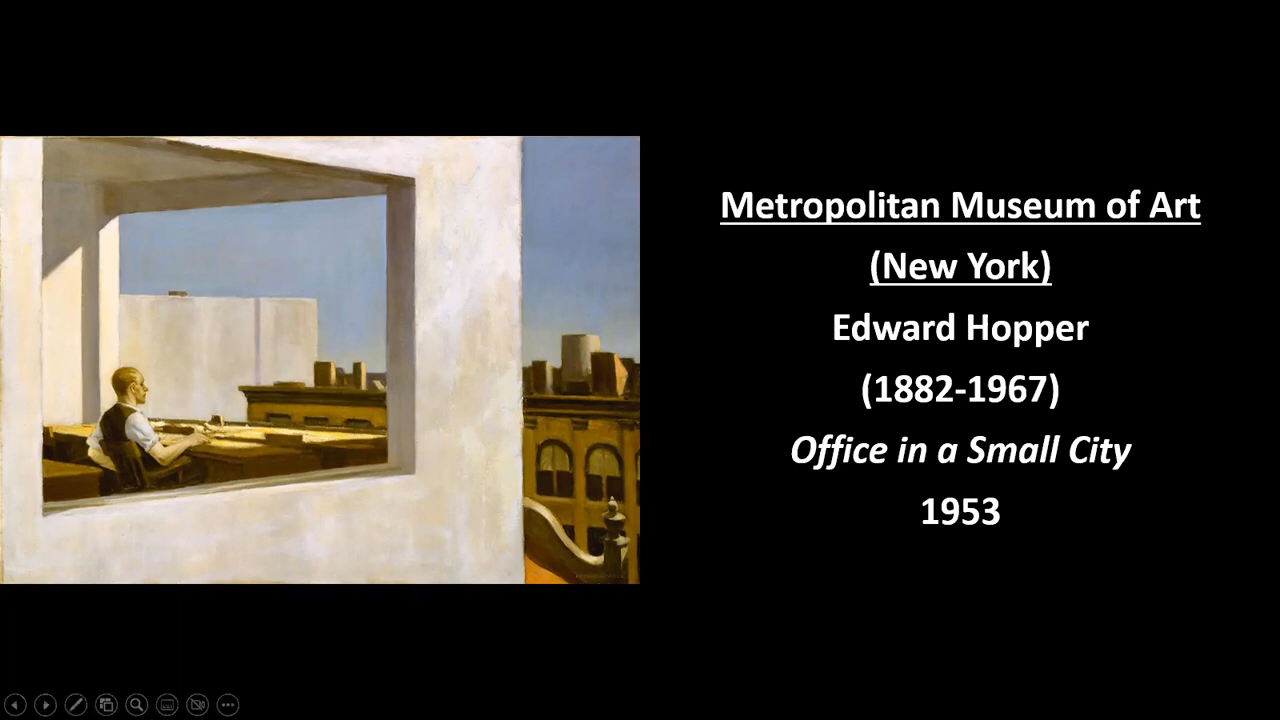 Metropolitan Museum of Art
(New York)
Edward Hopper
(1882-1967)
Office in a Small City
1953